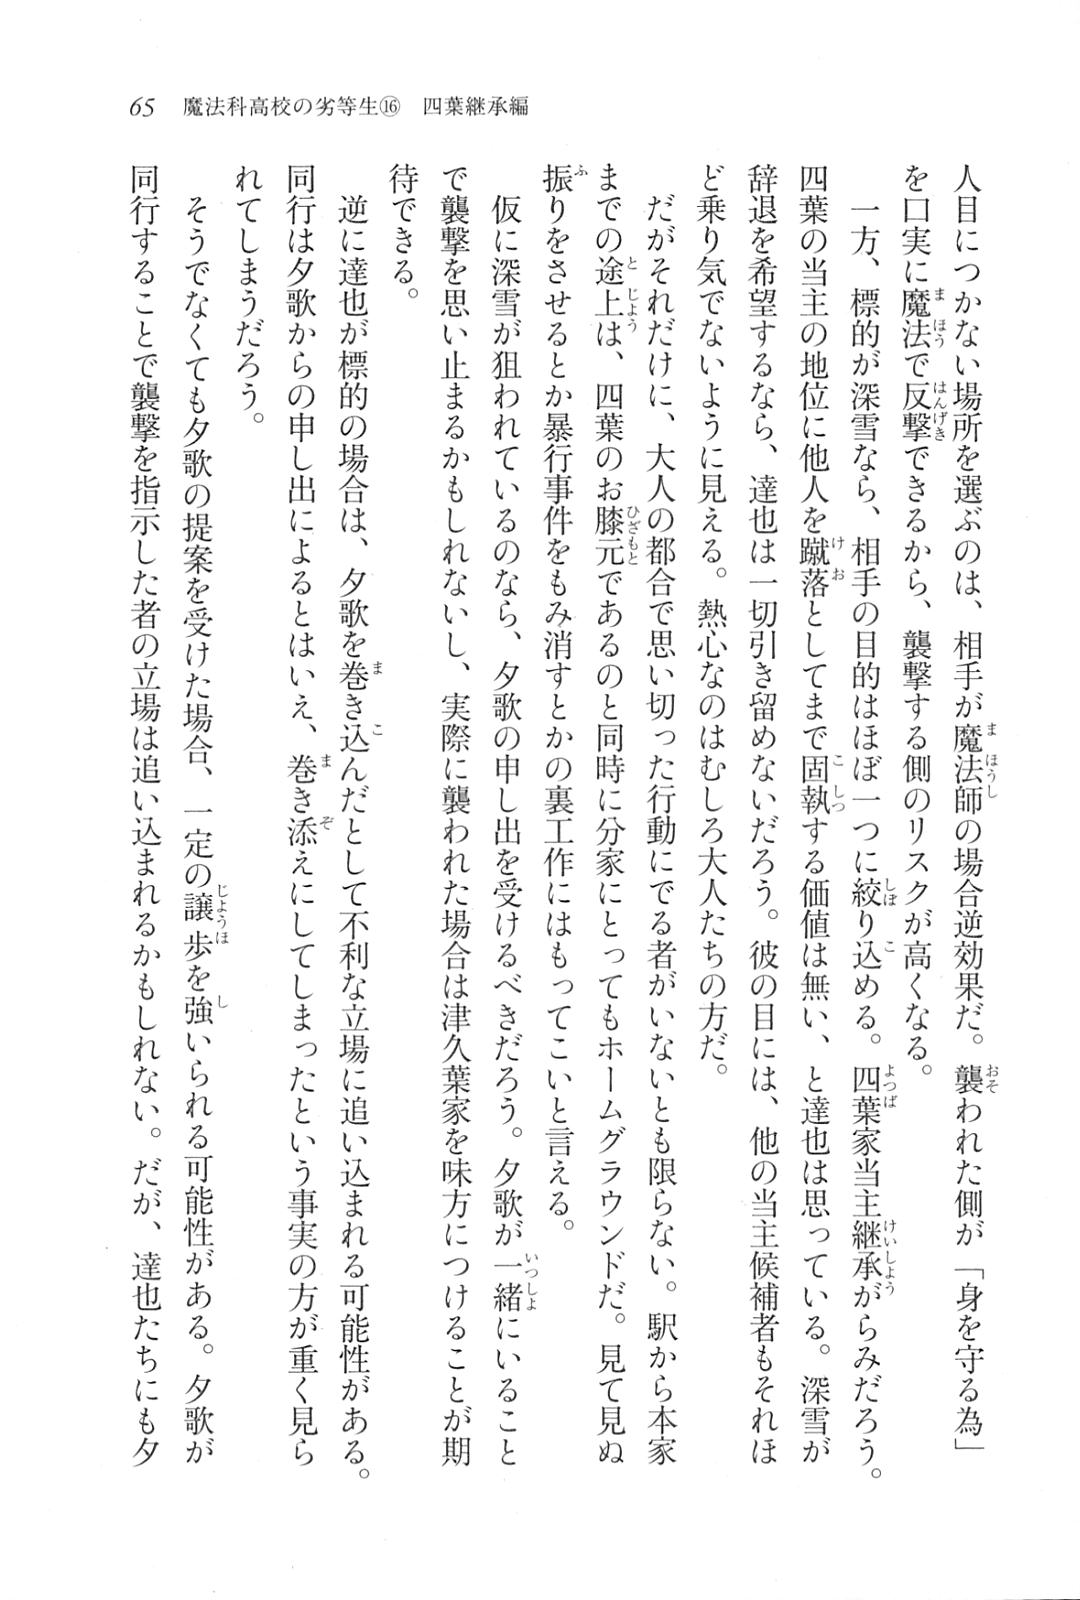 65　魔法科高校の劣等生⑯　四葉継承編
人目につかない場所を選ぶのは、相手が魔法師の場合逆効果だ。襲われた側が「身を守る為」
を口実に魔法で反撃できるから、襲撃する側のリスクが高くなる。
　一方、標的が深雪なら、相手の目的はほぼ一つに絞り込める。四葉家当主継承がらみだろう。
四葉の当主の地位に他人を蹴落としてまで固執する価値は無い、と達也は思っている。深雪が
辞退を希望するなら、達也は一切引き留めないだろう。彼の目には、他の当主候補者もそれほ
ど乗り気でないように見える。熱心なのはむしろ大人たちの方だ。
　だがそれだけに、大人の都合で思い切った行動にでる者がいないとも限らない。駅から本家
までの途上は、四葉のお膝元であるのと同時に分家にとってもホームグラウンドだ。見て見ぬ
振りをさせるとか暴行事件をもみ消すとかの裏工作にはもってこいと言える。
　仮に深雪が狙われているのなら、夕歌の申し出を受けるべきだろう。夕歌が一緒にいること
で襲撃を思い止まるかもしれないし、実際に襲われた場合は津久葉家を味方につけることが期
待できる。
　逆に達也が標的の場合は、夕歌を巻き込んだとして不利な立場に追い込まれる可能性がある。
同行は夕歌からの申し出によるとはいえ、巻き添えにしてしまったという事実の方が重く見ら
れてしまうだろう。
　そうでなくても夕歌の提案を受けた場合、一定の譲歩を強いられる可能性がある。夕歌が
同行することで襲撃を指示した者の立場は追い込まれるかもしれない。だが、達也たちにも夕